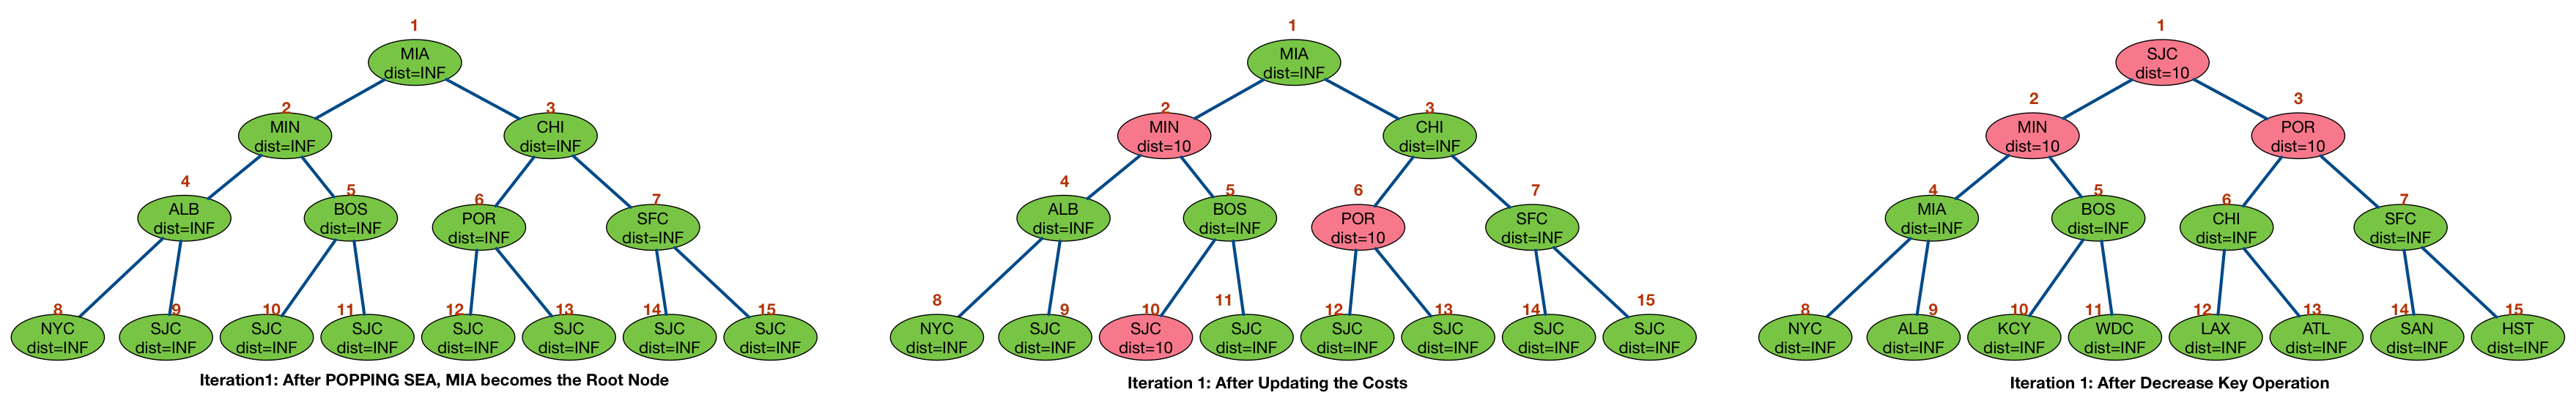 1
MIA
dist=INF
2
3
MIN
dist=INF
CHI
dist=INF
4
5
6
7
ALB
dist=INF
BOS
dist=INF
POR
dist=INF
SFC
dist=INF
8
9
10
11
12
13
14
15
NYC
dist=INF
SJC
dist=INF
SJC
dist=INF
SJC
dist=INF
SJC
dist=INF
SJC
dist=INF
SJC
dist=INF
SJC
dist=INF
Iteration1: After POPPING SEA, MIA becomes the Root Node
1
MIA
dist=INF
2
3
MIN
dist=10
CHI
dist=INF
4
5
6
7
ALB
dist=INF
BOS
dist=INF
POR
dist=10
SFC
dist=INF
8
9
10
11
12
13
14
15
NYC
dist=INF
SJC
dist=INF
SJC
dist=10
SJC
dist=INF
SJC
dist=INF
SJC
dist=INF
SJC
dist=INF
SJC
dist=INF
Iteration 1: After Updating the Costs
1
SJC
dist=10
2
3
MIN
dist=10
POR
dist=10
4
5
6
7
MIA
dist=INF
BOS
dist=INF
CHI
dist=INF
SFC
dist=INF
8
9
10
11
12
13
14
15
NYC
dist=INF
ALB
dist=INF
KCY
dist=INF
WDC
dist=INF
LAX
dist=INF
ATL
dist=INF
SAN
dist=INF
HST
dist=INF
Iteration 1: After Decrease Key Operation